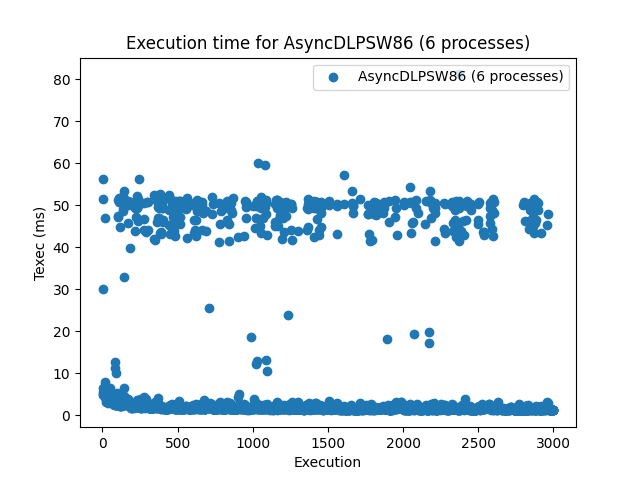 Execution time for AsyncDLPSW86 (6 processes)
AsyncDLPSW86 (6 processes)
80
70
60
50
40
30
20
10
0
Texec (ms)
0 500 1000 1500 2000 2500 3000
Execution